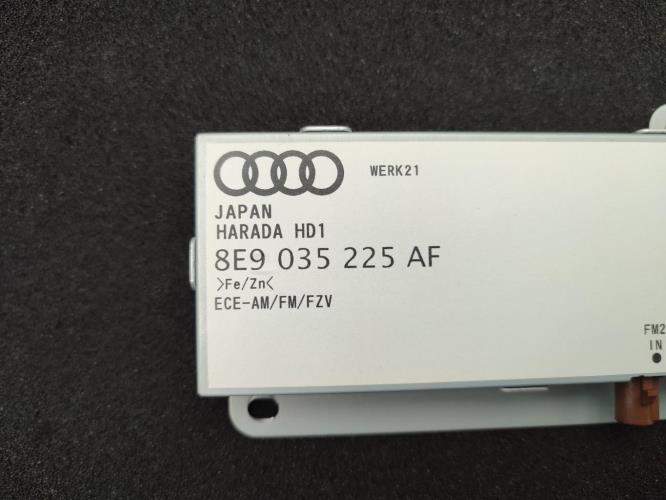 WERK21
JAPAN
HARADA HD1
8E9 035 225 AF
>Fe/Zn<
ECE-AM/FM/FZV
FM2
IN